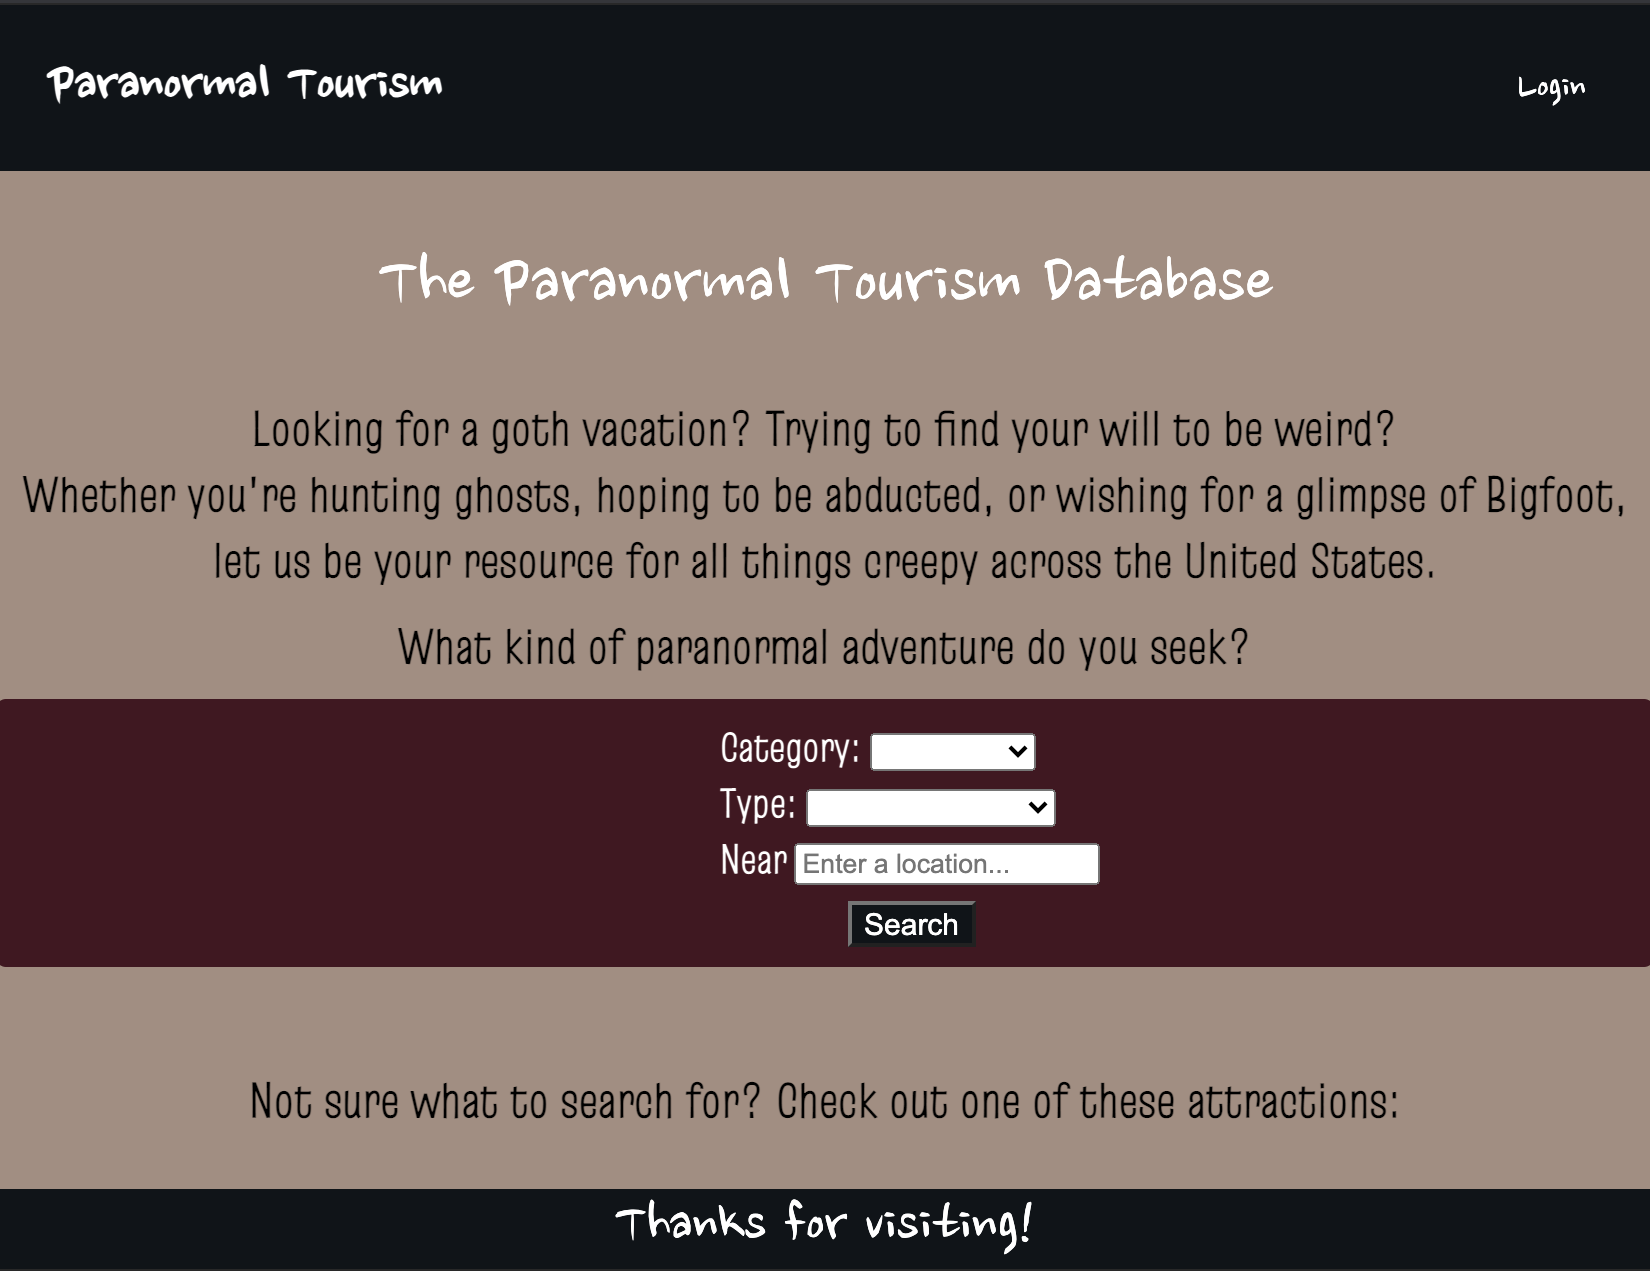 Paranormal Tourism
Login
The Paranormal Tourism Database
Looking for a goth vacation? Trying to find your will to be weird?
Whether you're hunting ghosts, hoping to be abducted, or wishing for a glimpse of Bigfoot,
let us be your resource for all things creepy across the United States.
What kind of paranormal adventure do you seek?
Category:
Type:
Near Enter a location...
Search
Not sure what to search for? Check out one of these attractions:
Thanks for visiting!